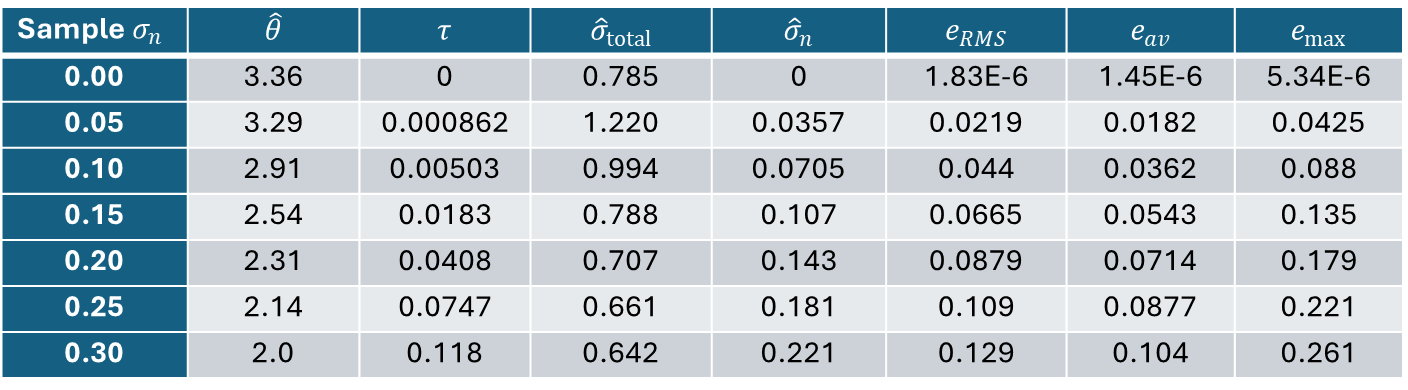 Sample σₙ θ̂ τ σ̂total σ̂ₙ eRMS eav emax
0.00 3.36 0 0.785 0 1.83E-6 1.45E-6 5.34E-6
0.05 3.29 0.000862 1.220 0.0357 0.0219 0.0182 0.0425
0.10 2.91 0.00503 0.994 0.0705 0.044 0.0362 0.088
0.15 2.54 0.0183 0.788 0.107 0.0665 0.0543 0.135
0.20 2.31 0.0408 0.707 0.143 0.0879 0.0714 0.179
0.25 2.14 0.0747 0.661 0.181 0.109 0.0877 0.221
0.30 2.0 0.118 0.642 0.221 0.129 0.104 0.261